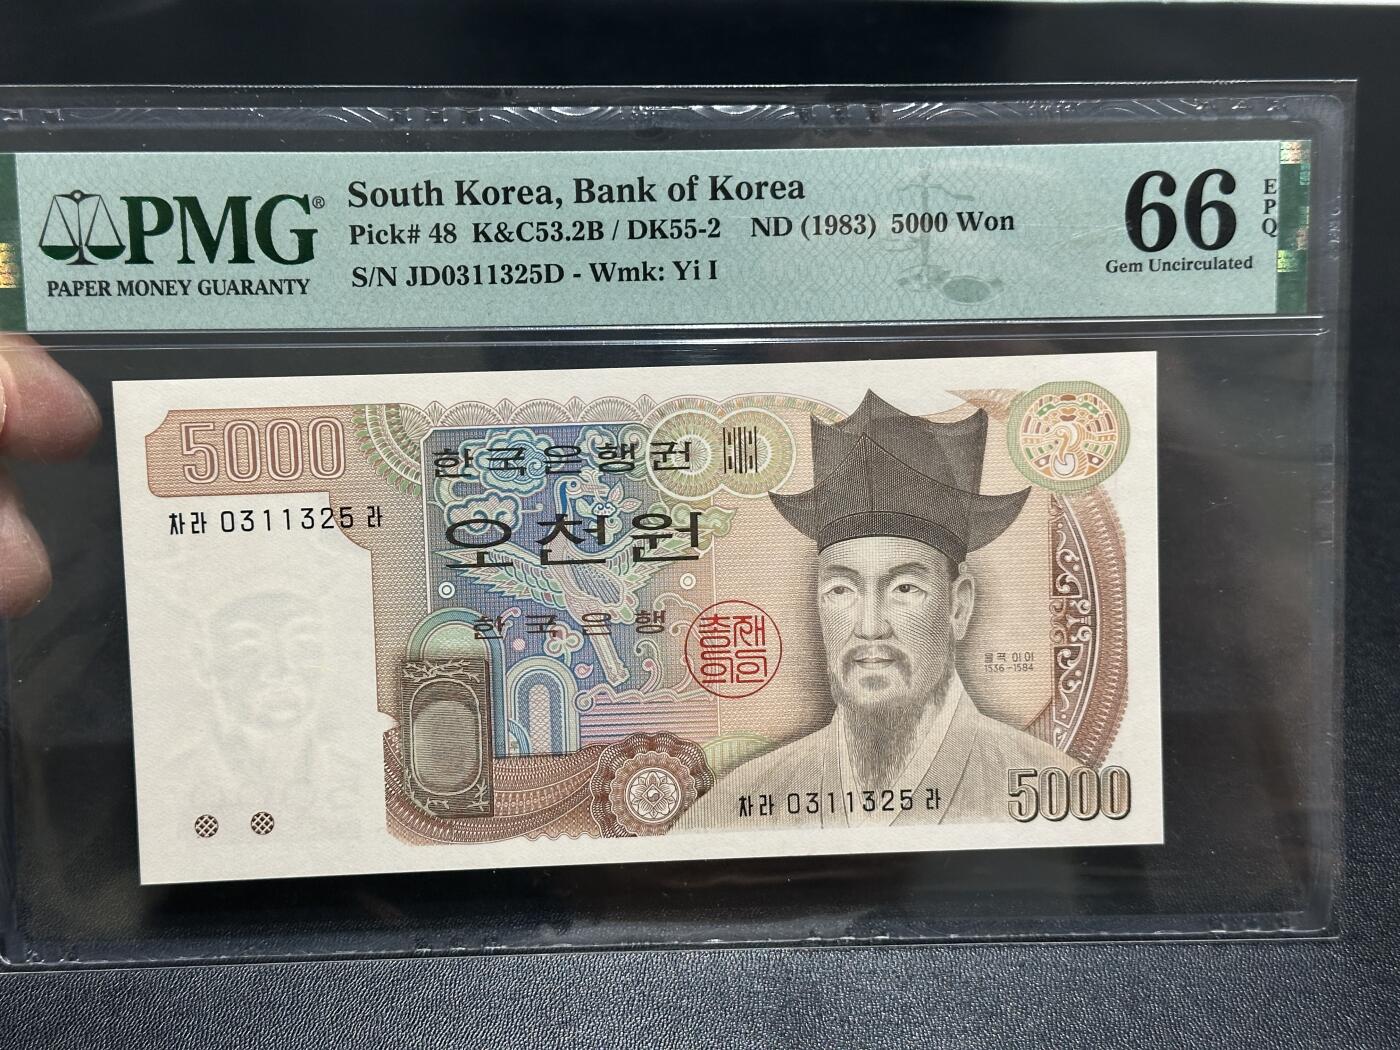 PMG®
PAPER MONEY GUARANTY
South Korea, Bank of Korea
Pick# 48 K&C53.2B / DK55-2 ND (1983) 5000 Won
S/N JD0311325D - Wmk: Yi I
66
EPQ
Gem Uncirculated
5000
한국은행권
차라 0311325 라
오천원
한국은행
총재의인
율곡 이이
1536-1584
차라 0311325 라
5000